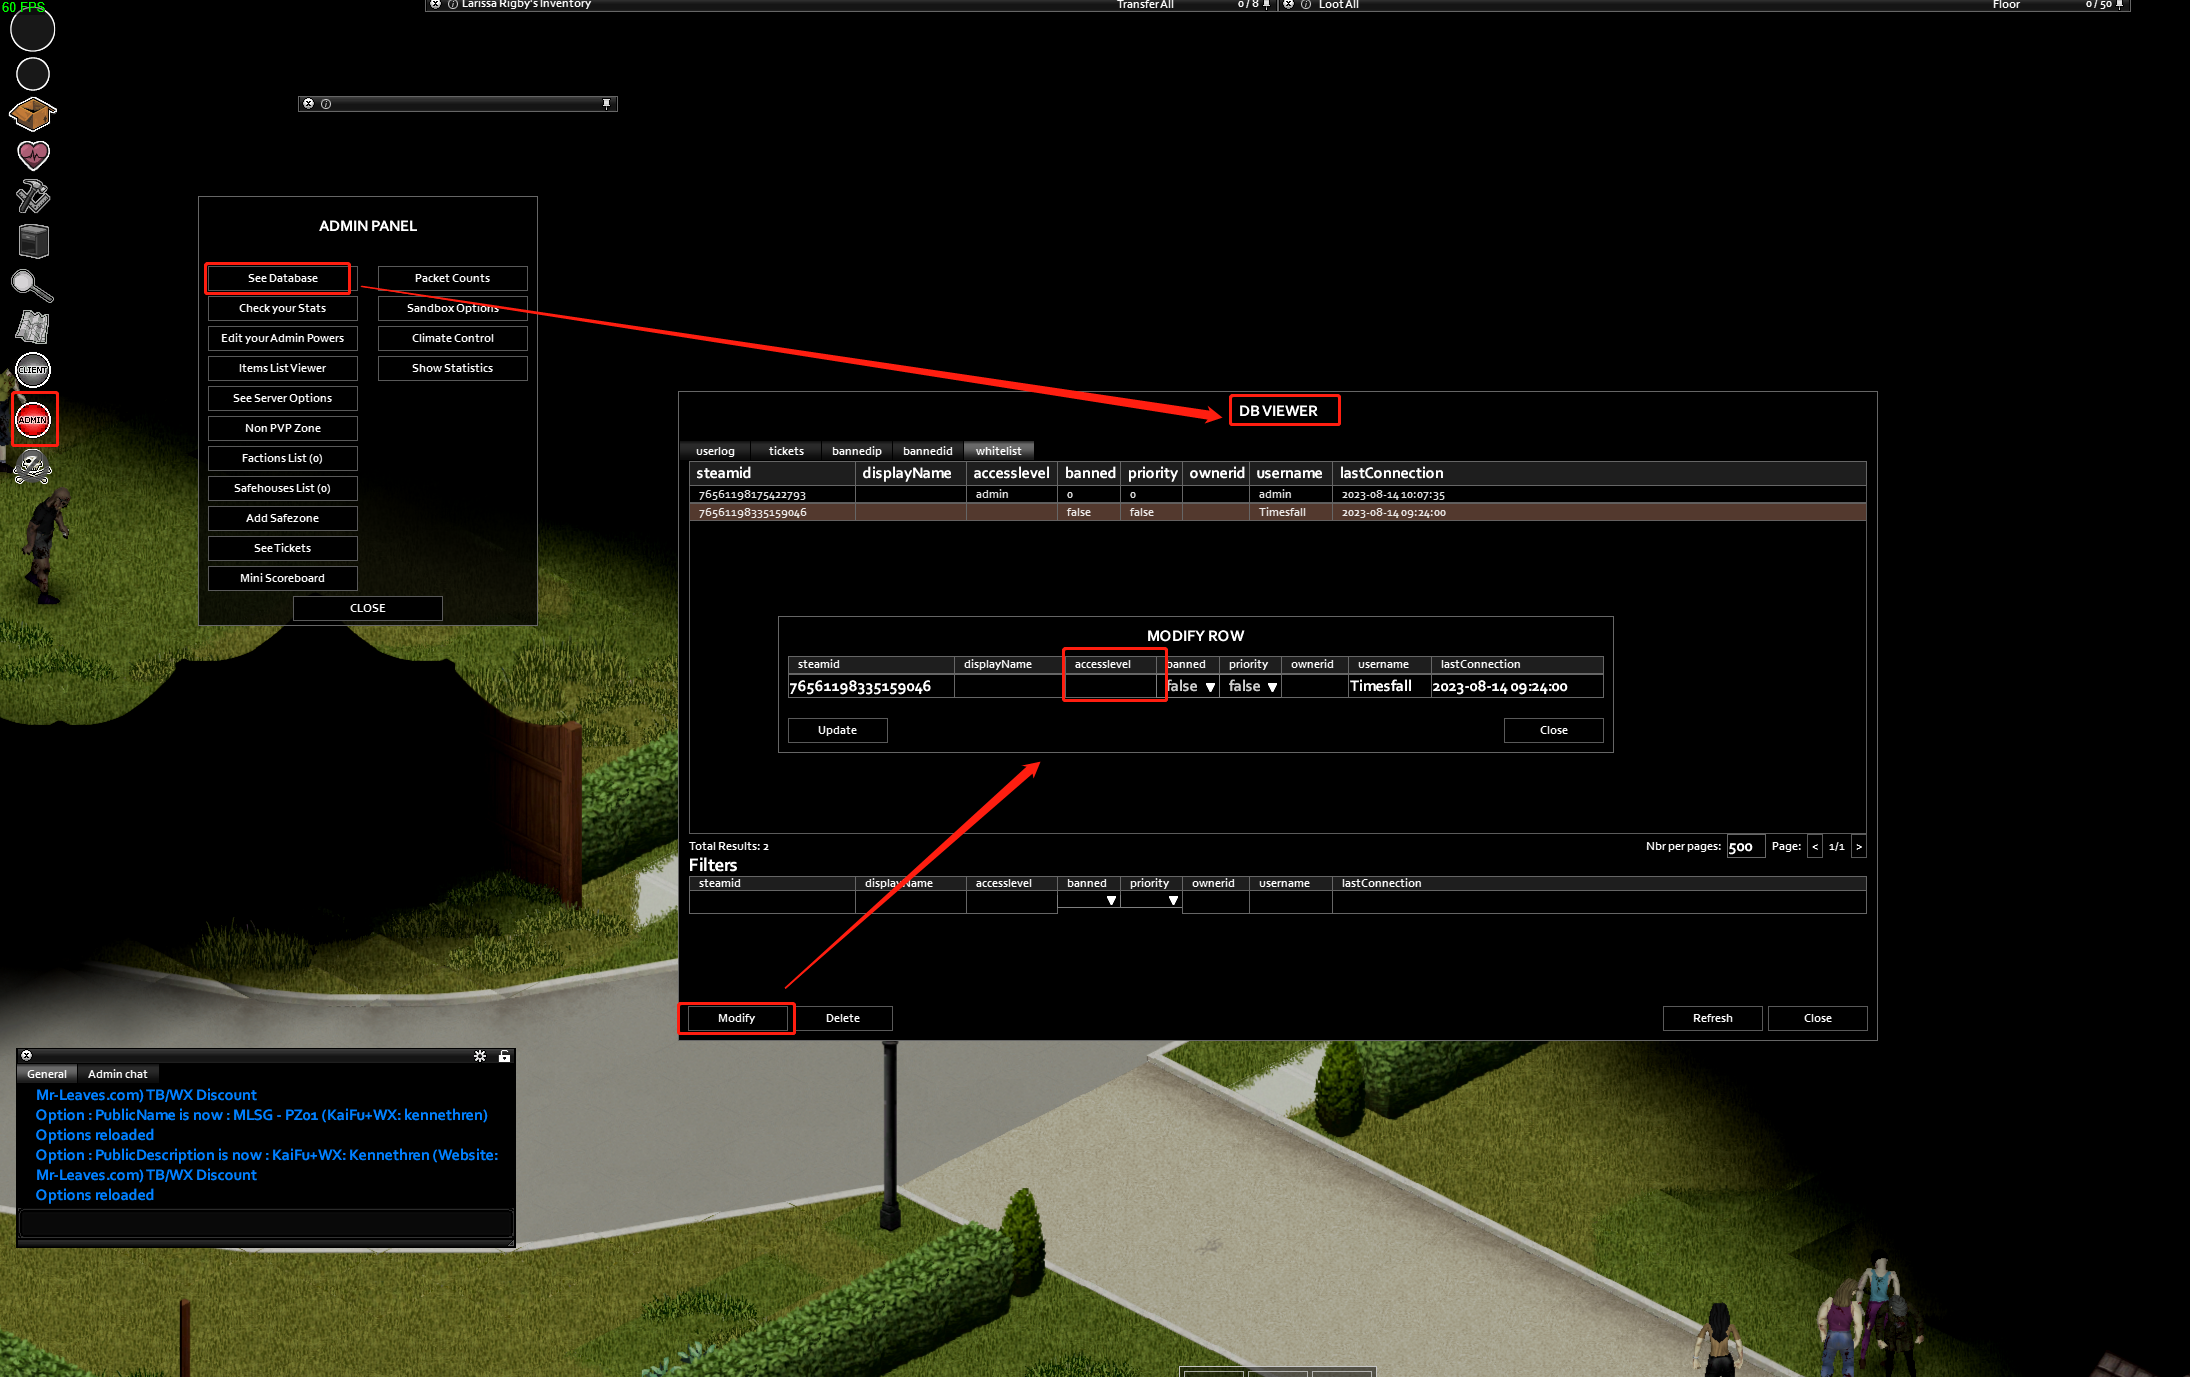 60 FPS
Larissa Rigby's Inventory Transfer All 0 / 8 Loot All Floor 0 / 50
CLIENT
ADMIN
ADMIN PANEL
See Database Packet Counts
Check your Stats Sandbox Options
Edit your Admin Powers Climate Control
Items List Viewer Show Statistics
See Server Options
Non PVP Zone
Factions List (0)
Safehouses List (0)
Add Safezone
See Tickets
Mini Scoreboard
CLOSE
DB VIEWER
userlog tickets bannedip bannedid whitelist
steamid displayName accesslevel banned priority ownerid username lastConnection
76561198175422793 admin 0 0 admin 2023-08-14 10:07:35
76561198335159046 false false Timesfall 2023-08-14 09:24:00
MODIFY ROW
steamid displayName accesslevel banned priority ownerid username lastConnection
76561198335159046 false false Timesfall 2023-08-14 09:24:00
Update Close
Total Results: 2 Nbr per pages: 500 Page: < 1/1 >
Filters
steamid displayName accesslevel banned priority ownerid username lastConnection
Modify Delete Refresh Close
General Admin chat
Mr-Leaves.com) TB/WX Discount
Option : PublicName is now : MLSG - PZ01 (KaiFu+WX: kennethren)
Options reloaded
Option : PublicDescription is now : KaiFu+WX: Kennethren (Website:
Mr-Leaves.com) TB/WX Discount
Options reloaded